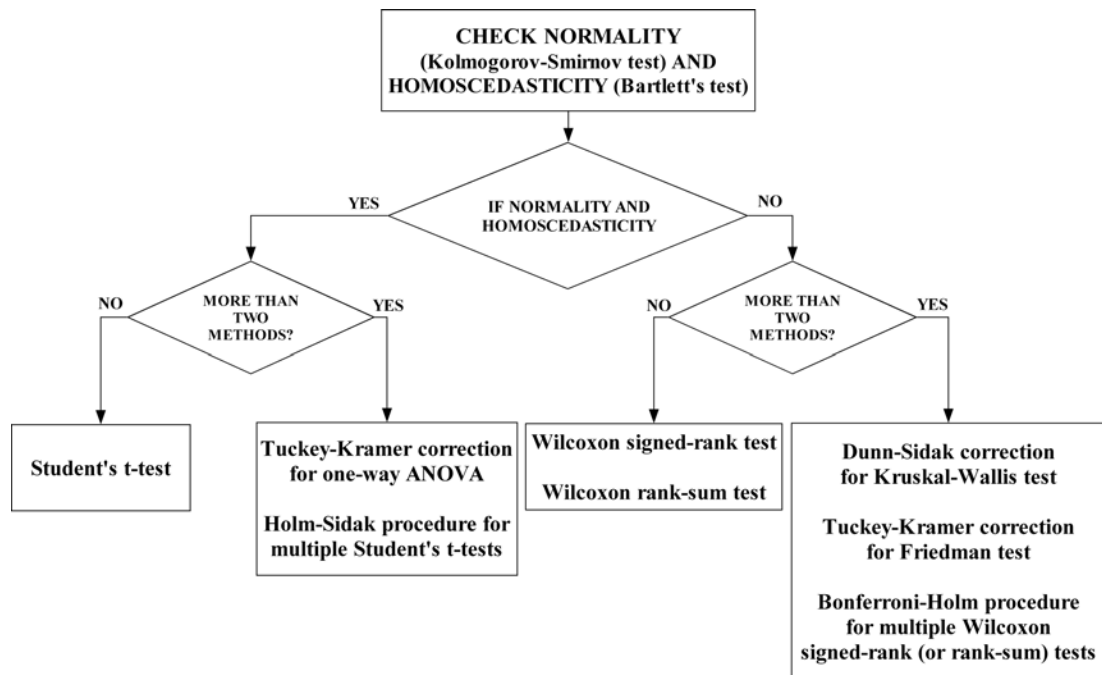 CHECK NORMALITY
(Kolmogorov-Smirnov test) AND
HOMOSCEDASTICITY (Bartlett's test)
YES
IF NORMALITY AND
HOMOSCEDASTICITY
NO
NO
MORE THAN
TWO
METHODS?
YES
NO
MORE THAN
TWO
METHODS?
YES
Student's t-test
Tuckey-Kramer correction
for one-way ANOVA
Holm-Sidak procedure for
multiple Student's t-tests
Wilcoxon signed-rank test
Wilcoxon rank-sum test
Dunn-Sidak correction
for Kruskal-Wallis test
Tuckey-Kramer correction
for Friedman test
Bonferroni-Holm procedure
for multiple Wilcoxon
signed-rank (or rank-sum) tests